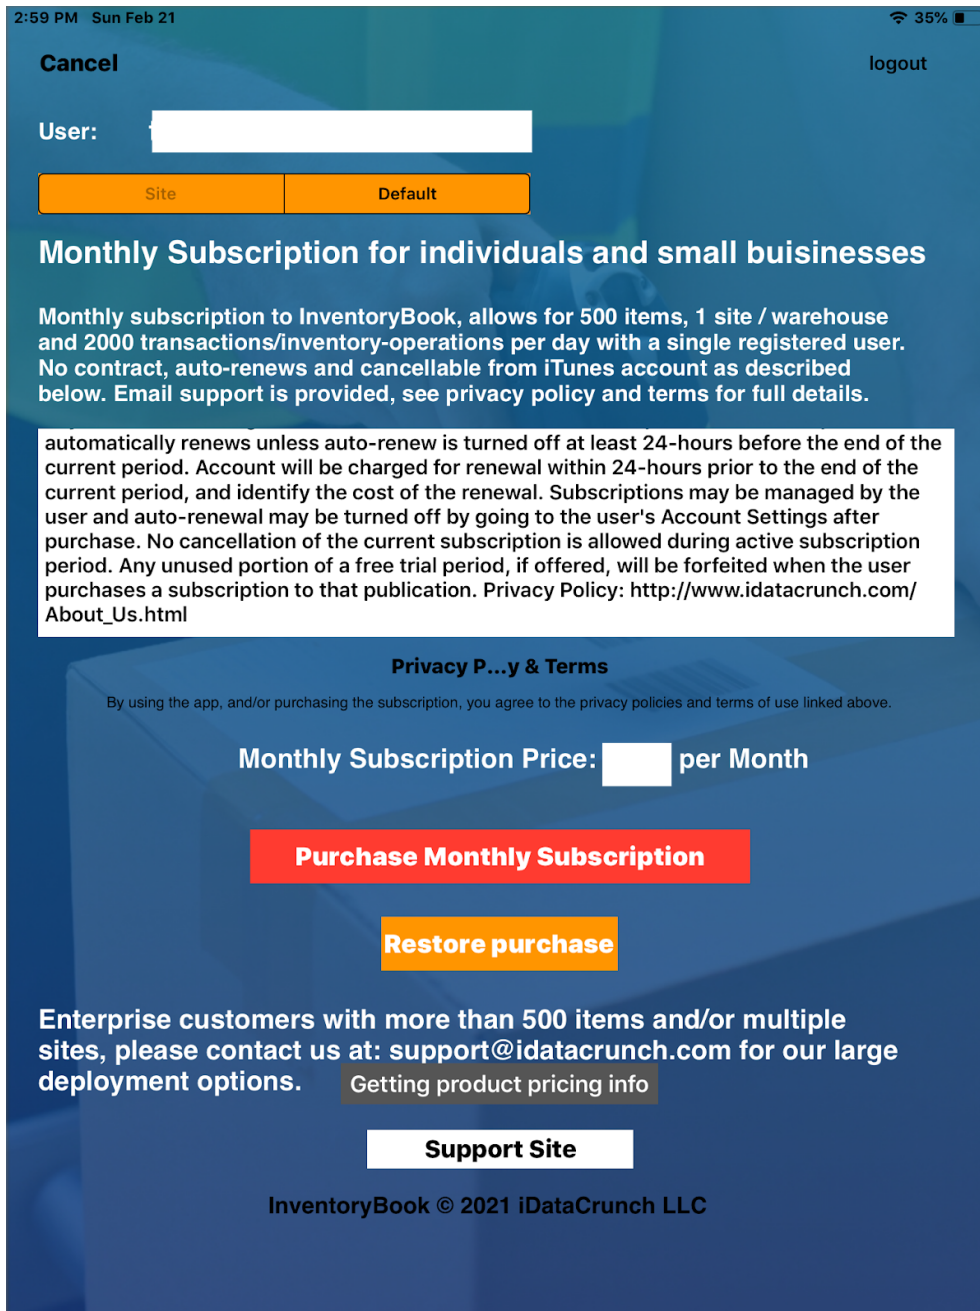 2:59 PM Sun Feb 21 35%
Cancel logout
User:
Site Default
Monthly Subscription for individuals and small buisinesses
Monthly subscription to InventoryBook, allows for 500 items, 1 site / warehouse
and 2000 transactions/inventory-operations per day with a single registered user.
No contract, auto-renews and cancellable from iTunes account as described
below. Email support is provided, see privacy policy and terms for full details.
automatically renews unless auto-renew is turned off at least 24-hours before the end of the
current period. Account will be charged for renewal within 24-hours prior to the end of the
current period, and identify the cost of the renewal. Subscriptions may be managed by the
user and auto-renewal may be turned off by going to the user's Account Settings after
purchase. No cancellation of the current subscription is allowed during active subscription
period. Any unused portion of a free trial period, if offered, will be forfeited when the user
purchases a subscription to that publication. Privacy Policy: http://www.idatacrunch.com/
About_Us.html
Privacy P...y & Terms
By using the app, and/or purchasing the subscription, you agree to the privacy policies and terms of use linked above.
Monthly Subscription Price: per Month
Purchase Monthly Subscription
Restore purchase
Enterprise customers with more than 500 items and/or multiple
sites, please contact us at: support@idatacrunch.com for our large
deployment options.
Getting product pricing info
Support Site
InventoryBook © 2021 iDataCrunch LLC